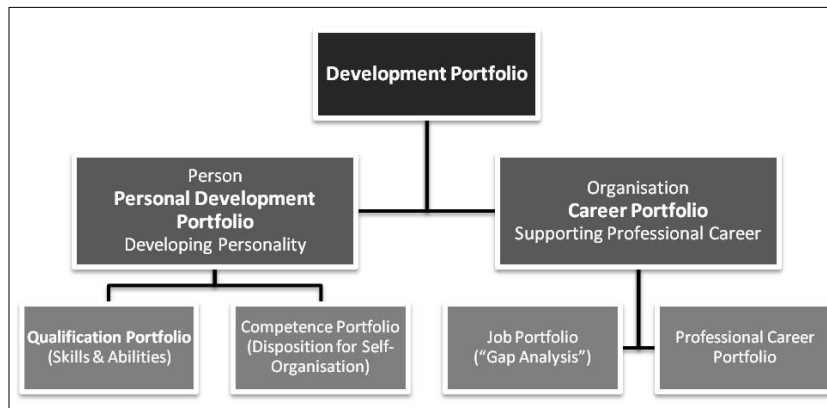 Development Portfolio
Person
Personal Development
Portfolio
Developing Personality
Organisation
Career Portfolio
Supporting Professional Career
Qualification Portfolio
(Skills & Abilities)
Competence Portfolio
(Disposition for Self-
Organisation)
Job Portfolio
(“Gap Analysis”)
Professional Career
Portfolio